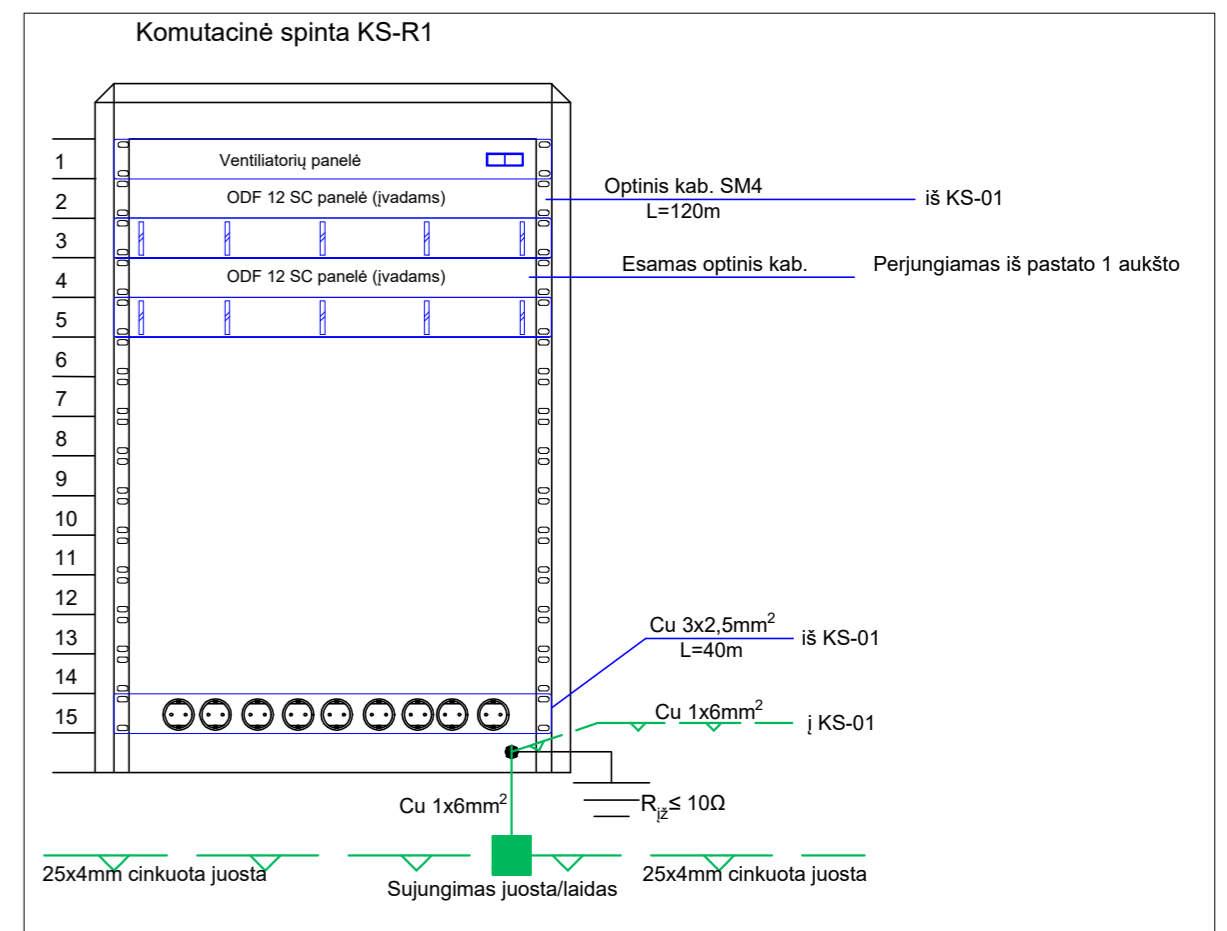 Komutacinė spinta KS-R1
1
Ventiliatorių panelė
2
ODF 12 SC panelė (įvadams)
Optinis kab. SM4
L=120m
iš KS-01
3
4
ODF 12 SC panelė (įvadams)
Esamas optinis kab.
Perjungiamas iš pastato 1 aukšto
5
6
7
8
9
10
11
12
13
Cu 3x2,5mm²
L=40m
iš KS-01
14
15
Cu 1x6mm²
į KS-01
Cu 1x6mm²
Rįž≤ 10Ω
25x4mm cinkuota juosta
Sujungimas juosta/laidas
25x4mm cinkuota juosta